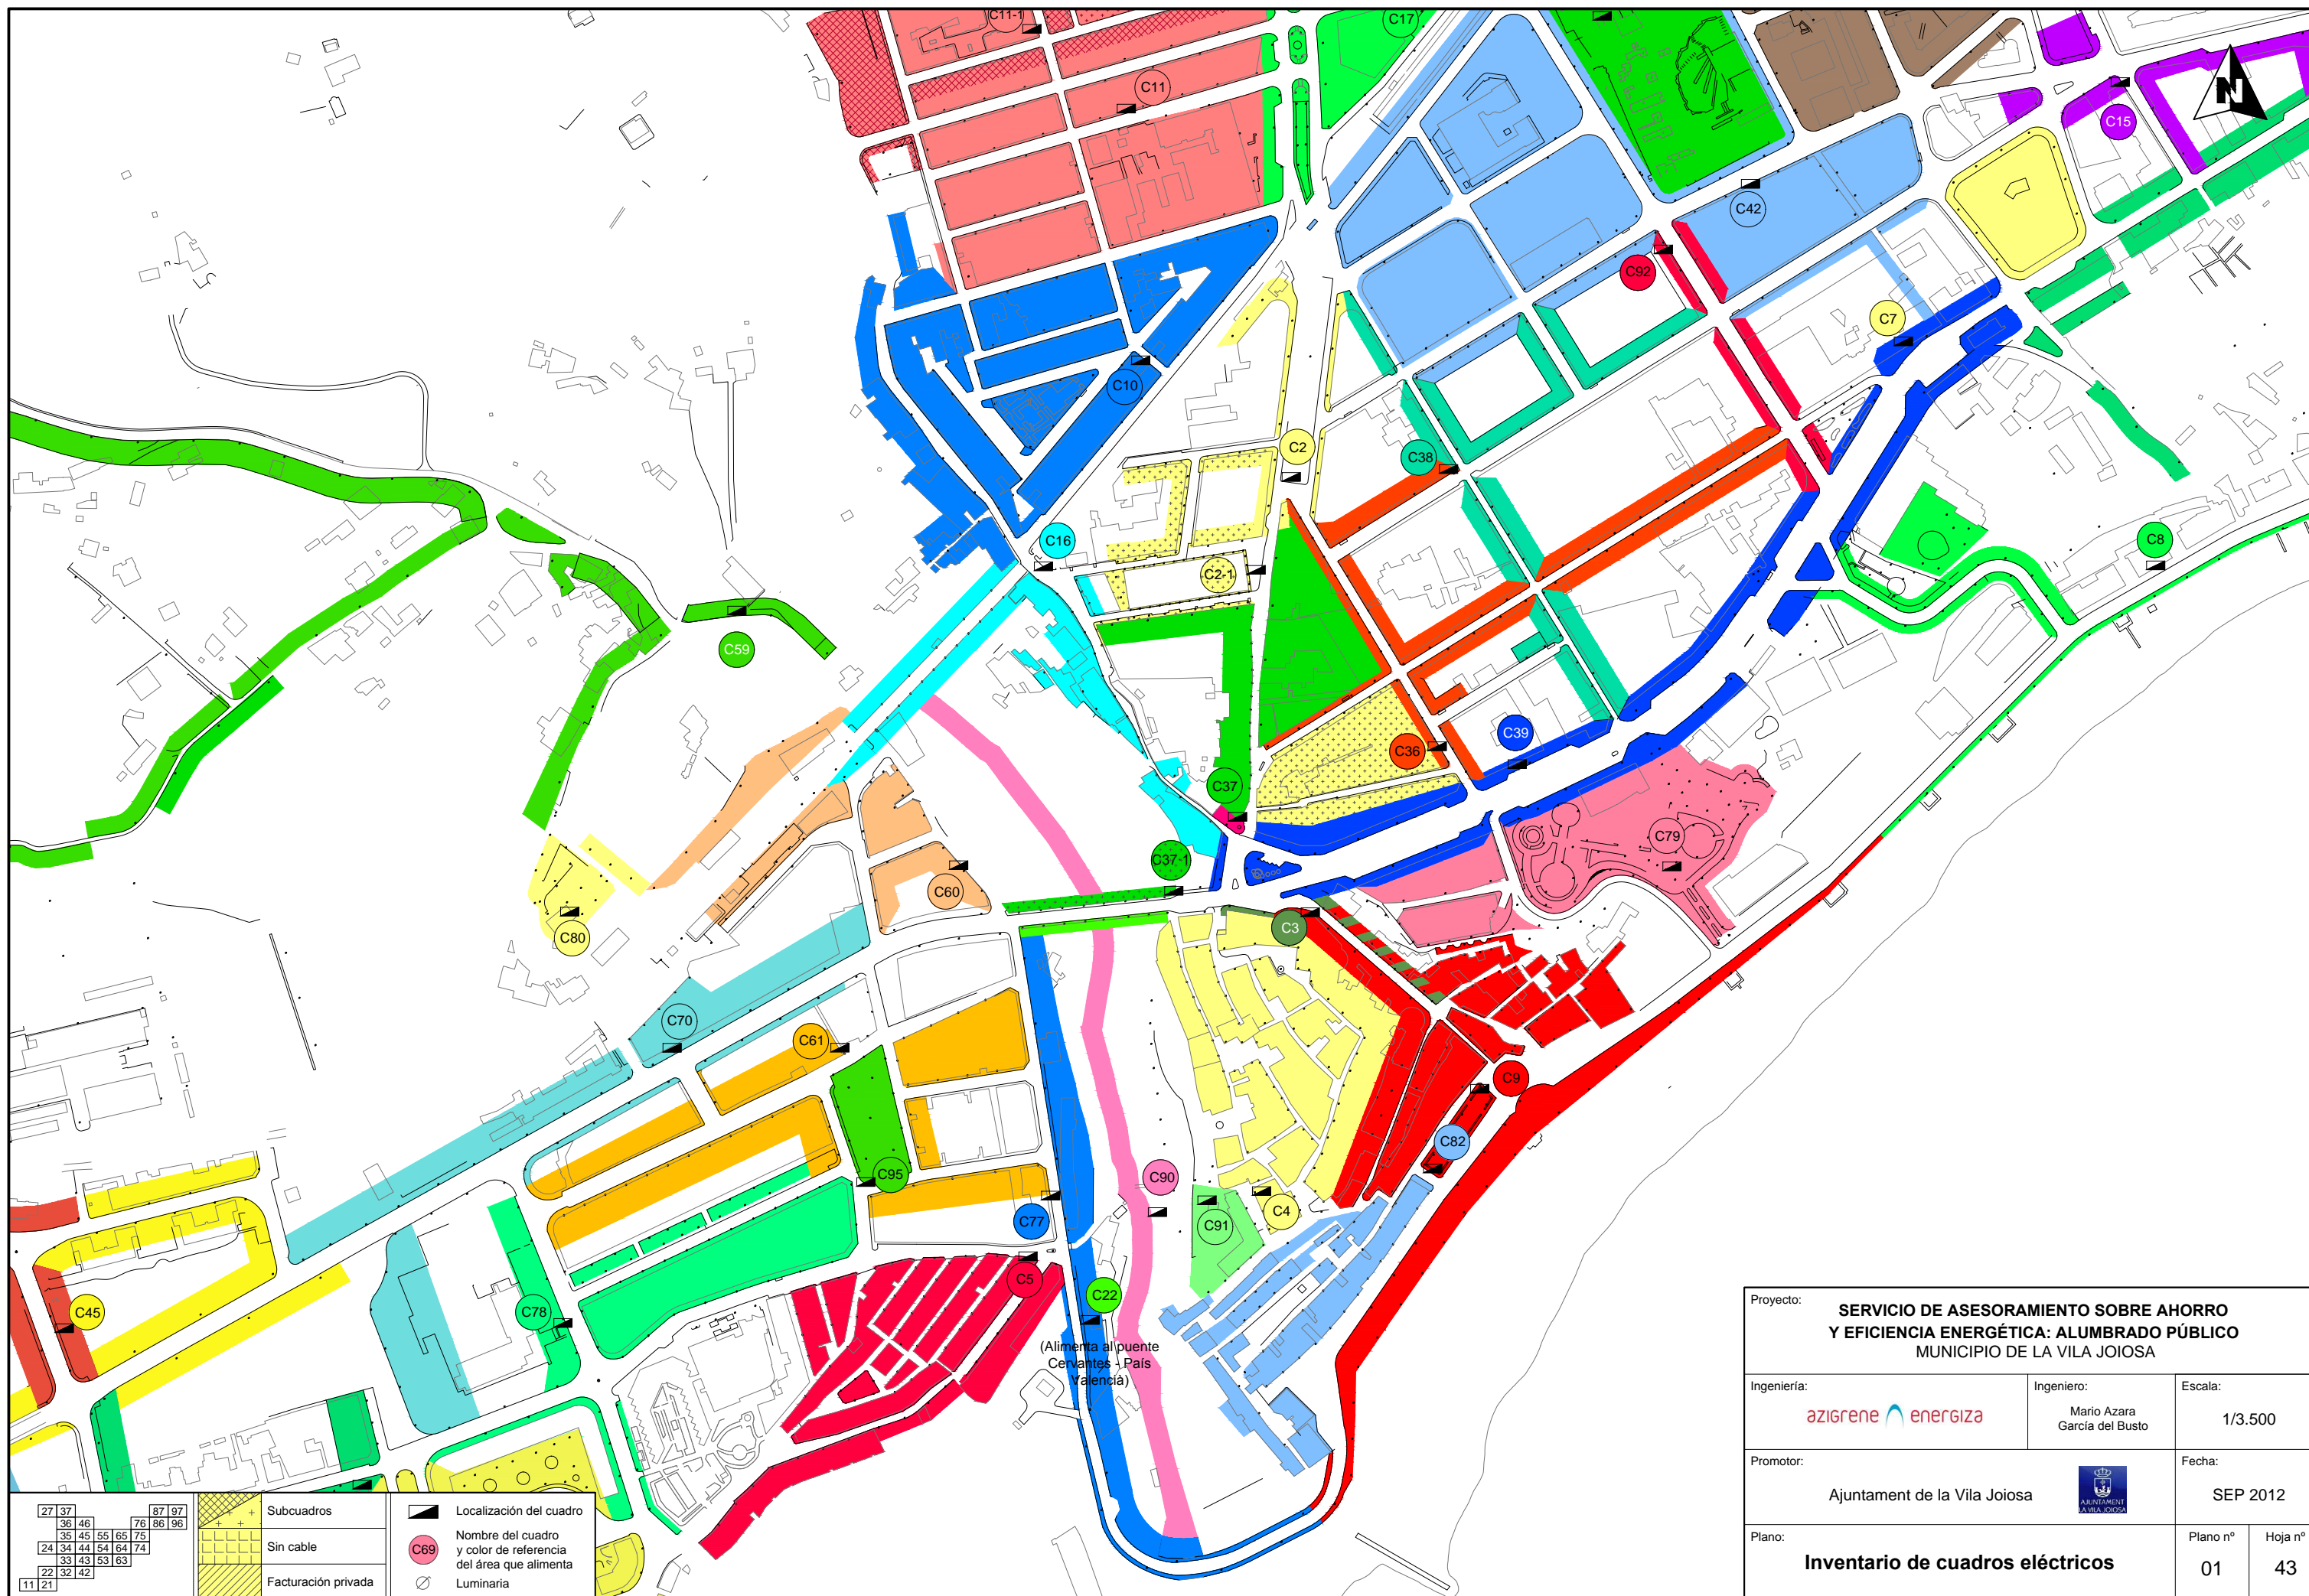 C11-1
C17
C11
C15
C42
C92
C7
C10
C2
C38
C16
C2-1
C8
C59
C39
C36
C37
C79
C37-1
C60
C3
C80
C70
C61
C9
C82
C95
C90
C91
C4
C77
C5
C22
C45
C78
(Alimenta al puente
Cervantes - País
Valencià)
N
27 37 87 97
36 46 76 86 96
35 45 55 65 75
24 34 44 54 64 74
33 43 53 63
22 32 42
11 21
Subcuadros
Sin cable
Facturación privada
Localización del cuadro
C69
Nombre del cuadro
y color de referencia
del área que alimenta
Luminaria
Proyecto:
SERVICIO DE ASESORAMIENTO SOBRE AHORRO
Y EFICIENCIA ENERGÉTICA: ALUMBRADO PÚBLICO
MUNICIPIO DE LA VILA JOIOSA
Ingeniería:
azigrene energiza
Ingeniero:
Mario Azara
García del Busto
Escala:
1/3.500
Promotor:
Ajuntament de la Vila Joiosa
AJUNTAMENT
LA VILA JOIOSA
Fecha:
SEP 2012
Plano:
Inventario de cuadros eléctricos
Plano nº
01
Hoja nº
43